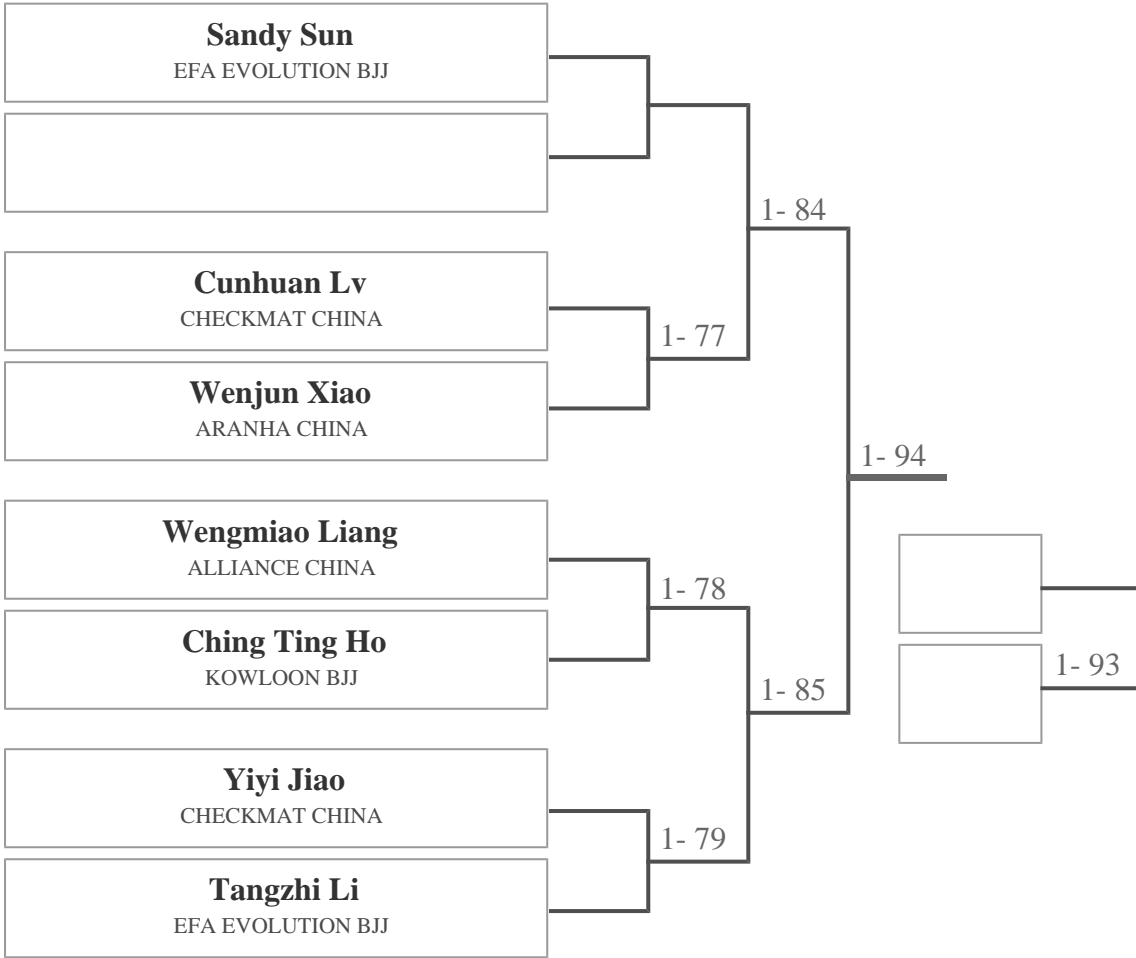 Sandy Sun
EFA EVOLUTION BJJ
1- 84
Cunhuan Lv
CHECKMAT CHINA
1- 77
Wenjun Xiao
ARANHA CHINA
1- 94
Wengmiao Liang
ALLIANCE CHINA
1- 78
Ching Ting Ho
KOWLOON BJJ
1- 85
1- 93
Yiyi Jiao
CHECKMAT CHINA
1- 79
Tangzhi Li
EFA EVOLUTION BJJ